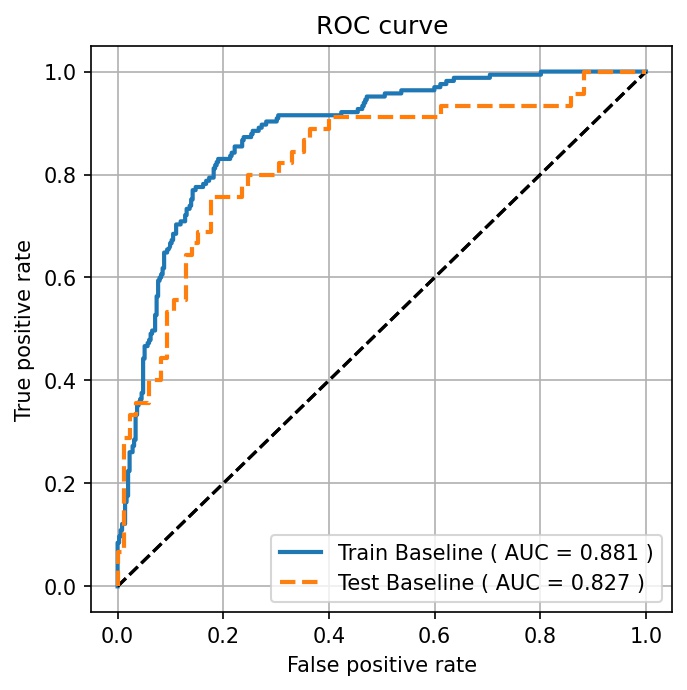 ROC curve
True positive rate
1.0
0.8
0.6
0.4
0.2
0.0
Train Baseline ( AUC = 0.881 )
Test Baseline ( AUC = 0.827 )
0.0 0.2 0.4 0.6 0.8 1.0
False positive rate